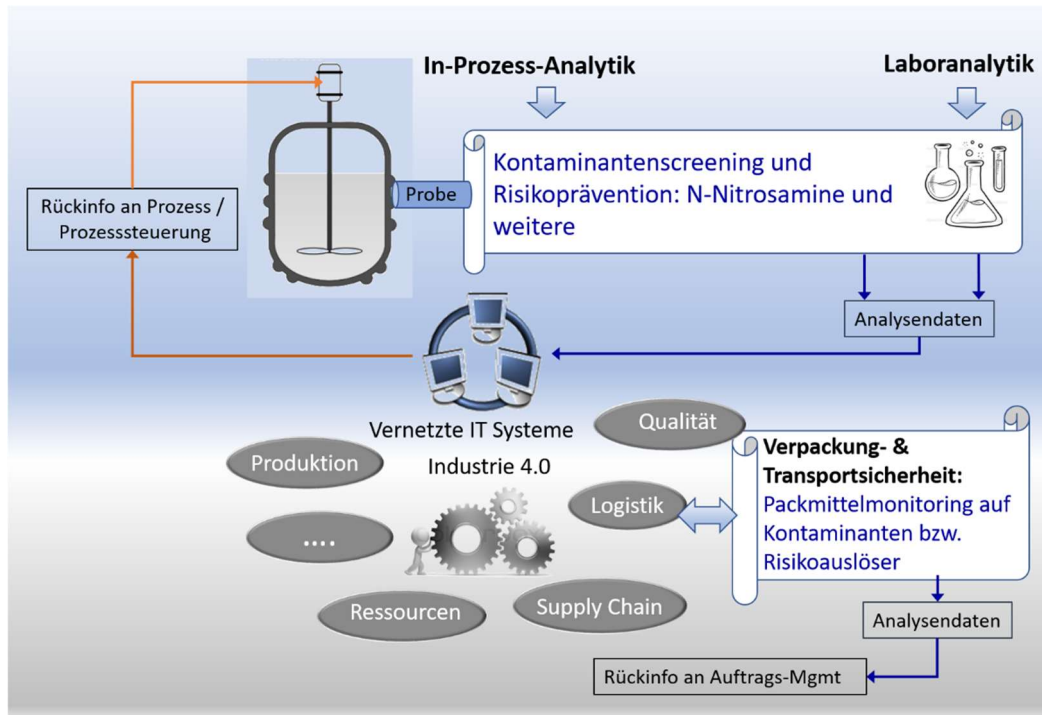 In-Prozess-Analytik
Laboranalytik
Kontaminantenscreening und
Risikoprävention: N-Nitrosamine und
weitere
Probe
Rückinfo an Prozess /
Prozesssteuerung
Analysendaten
Vernetzte IT Systeme
Industrie 4.0
Qualität
Produktion
Logistik
....
Ressourcen
Supply Chain
Verpackung- &
Transportsicherheit:
Packmittelmonitoring auf
Kontaminanten bzw.
Risikoauslöser
Analysendaten
Rückinfo an Auftrags-Mgmt